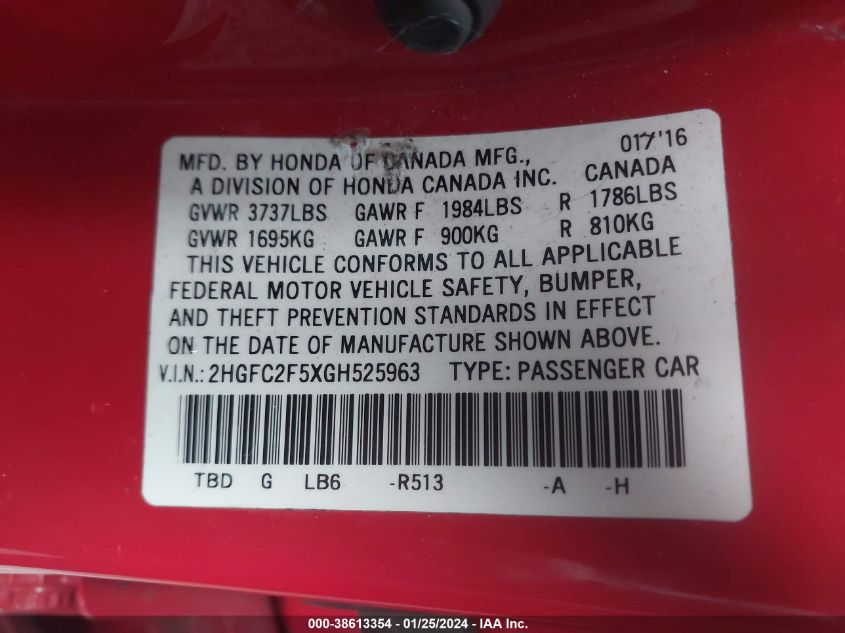 017'16
MFD. BY HONDA OF CANADA MFG.,
A DIVISION OF HONDA CANADA INC. CANADA
GVWR 3737LBS GAWR F 1984LBS R 1786LBS
GVWR 1695KG GAWR F 900KG R 810KG
THIS VEHICLE CONFORMS TO ALL APPLICABLE
FEDERAL MOTOR VEHICLE SAFETY, BUMPER,
AND THEFT PREVENTION STANDARDS IN EFFECT
ON THE DATE OF MANUFACTURE SHOWN ABOVE.
V.I.N.: 2HGFC2F5XGH525963 TYPE: PASSENGER CAR
TBD G LB6 -R513 -A -H
000-38613354 - 01/25/2024 - IAA Inc.